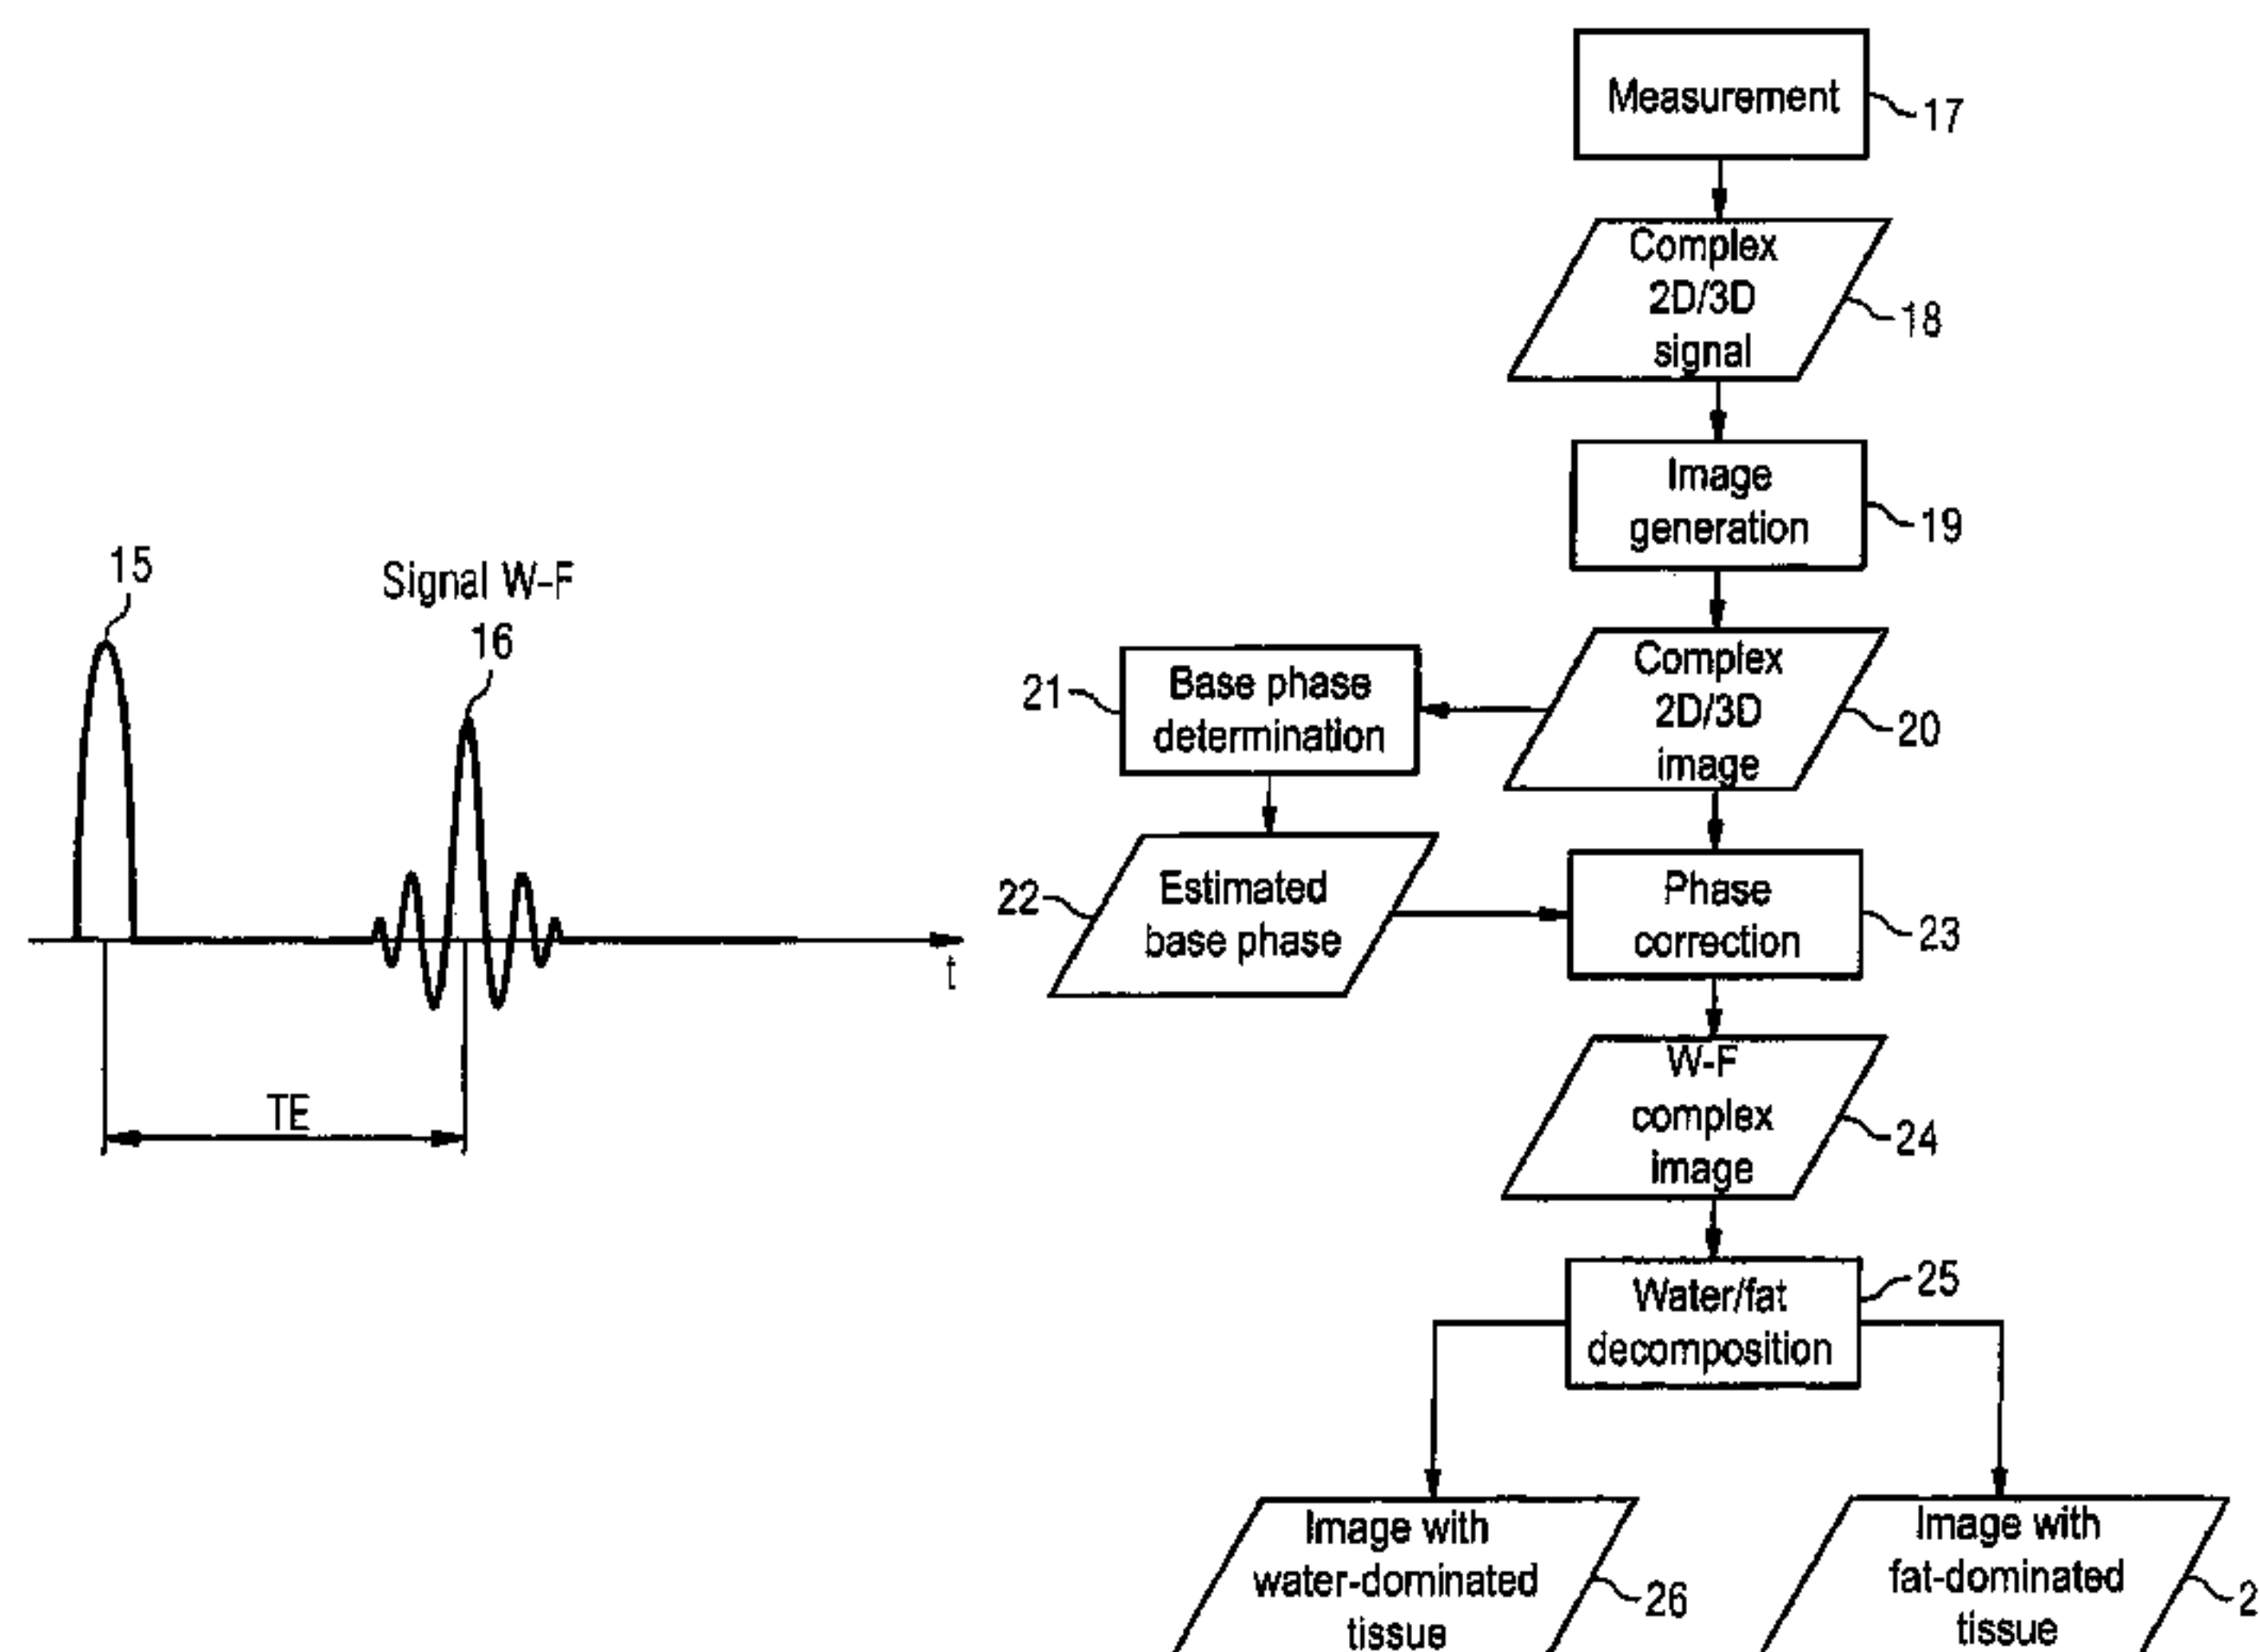 15
Signal W-F
16
t
TE
Measurement
17
Complex
2D/3D
signal
18
Image
generation
19
Complex
2D/3D
image
20
21
Base phase
determination
22
Estimated
base phase
Phase
correction
23
W-F
complex
image
24
Water/fat
decomposition
25
Image with
water-dominated
tissue
26
Image with
fat-dominated
tissue
2